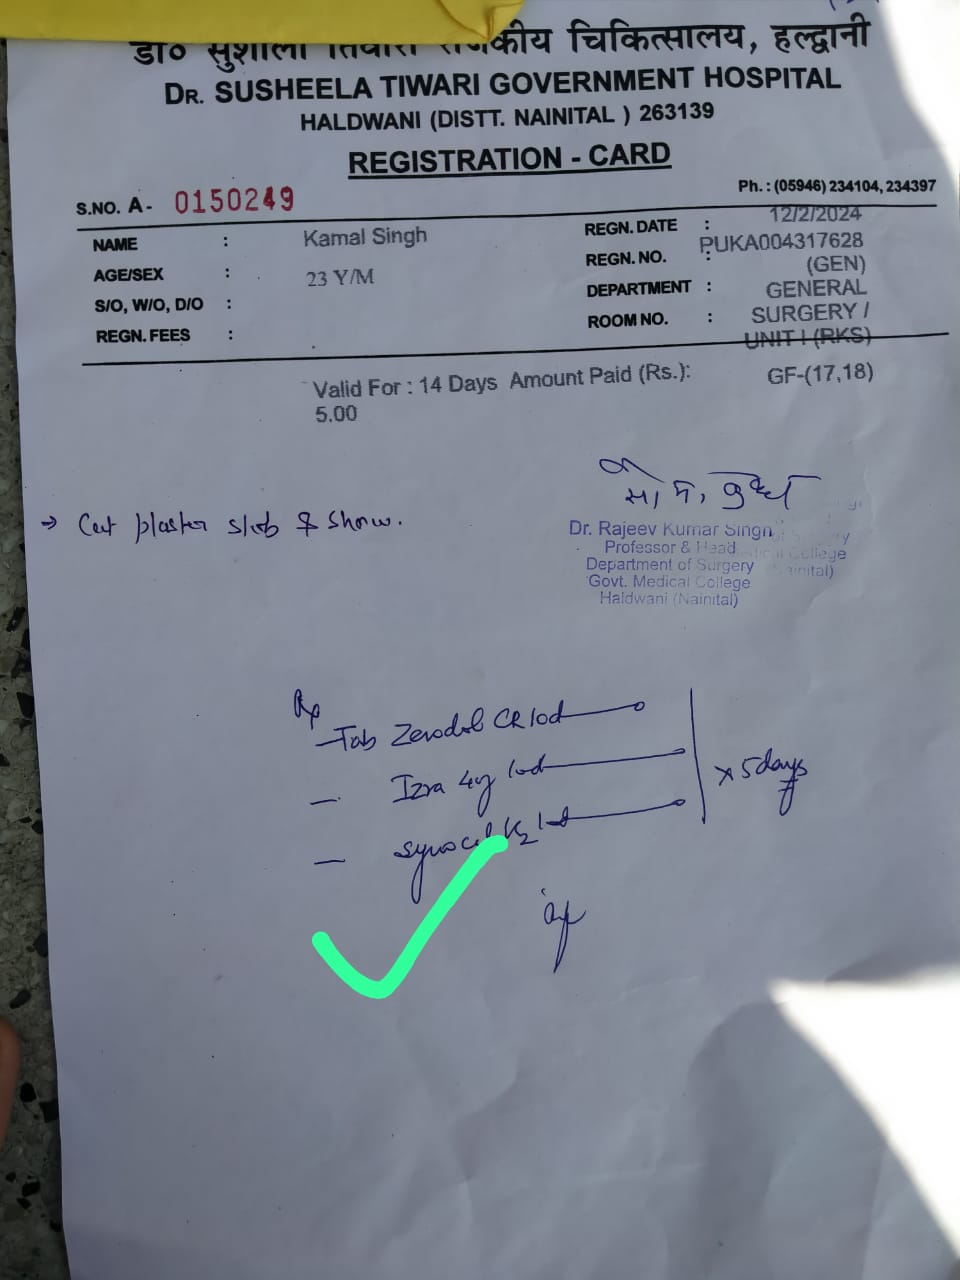 डा० सुशीला तिवारी राजकीय चिकित्सालय, हल्द्वानी
DR. SUSHEELA TIWARI GOVERNMENT HOSPITAL
HALDWANI (DISTT. NAINITAL ) 263139
REGISTRATION - CARD
Ph. : (05946) 234104, 234397
S.NO. A- 0150249
NAME : Kamal Singh
AGE/SEX : 23 Y/M
S/O, W/O, D/O :
REGN. FEES :
REGN. DATE : 12/2/2024
REGN. NO. : PUKA004317628
(GEN)
DEPARTMENT : GENERAL
SURGERY /
ROOM NO. : UNIT I (RKS)
GF-(17,18)
Valid For : 14 Days Amount Paid (Rs.):
5.00
→ Cut plaster slab & show.
Dr. Rajeev Kumar Singh
Professor & Head
Department of Surgery
Govt. Medical College
Haldwani (Nainital)
Tab Zerodol CR 1od
- Izra 40 1od
- 1od
x 5 days